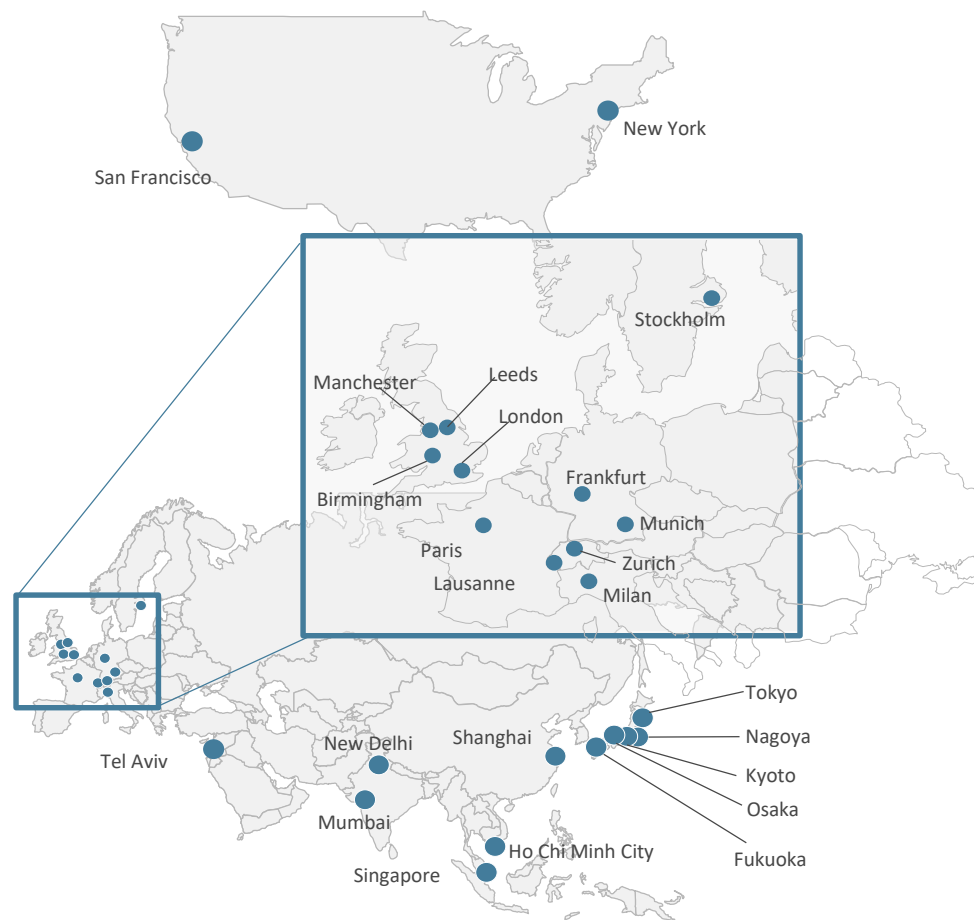 New York
San Francisco
Stockholm
Leeds
Manchester
London
Frankfurt
Birmingham
Munich
Paris
Zurich
Lausanne
Milan
Tokyo
New Delhi
Shanghai
Nagoya
Tel Aviv
Kyoto
Osaka
Mumbai
Ho Chi Minh City
Fukuoka
Singapore